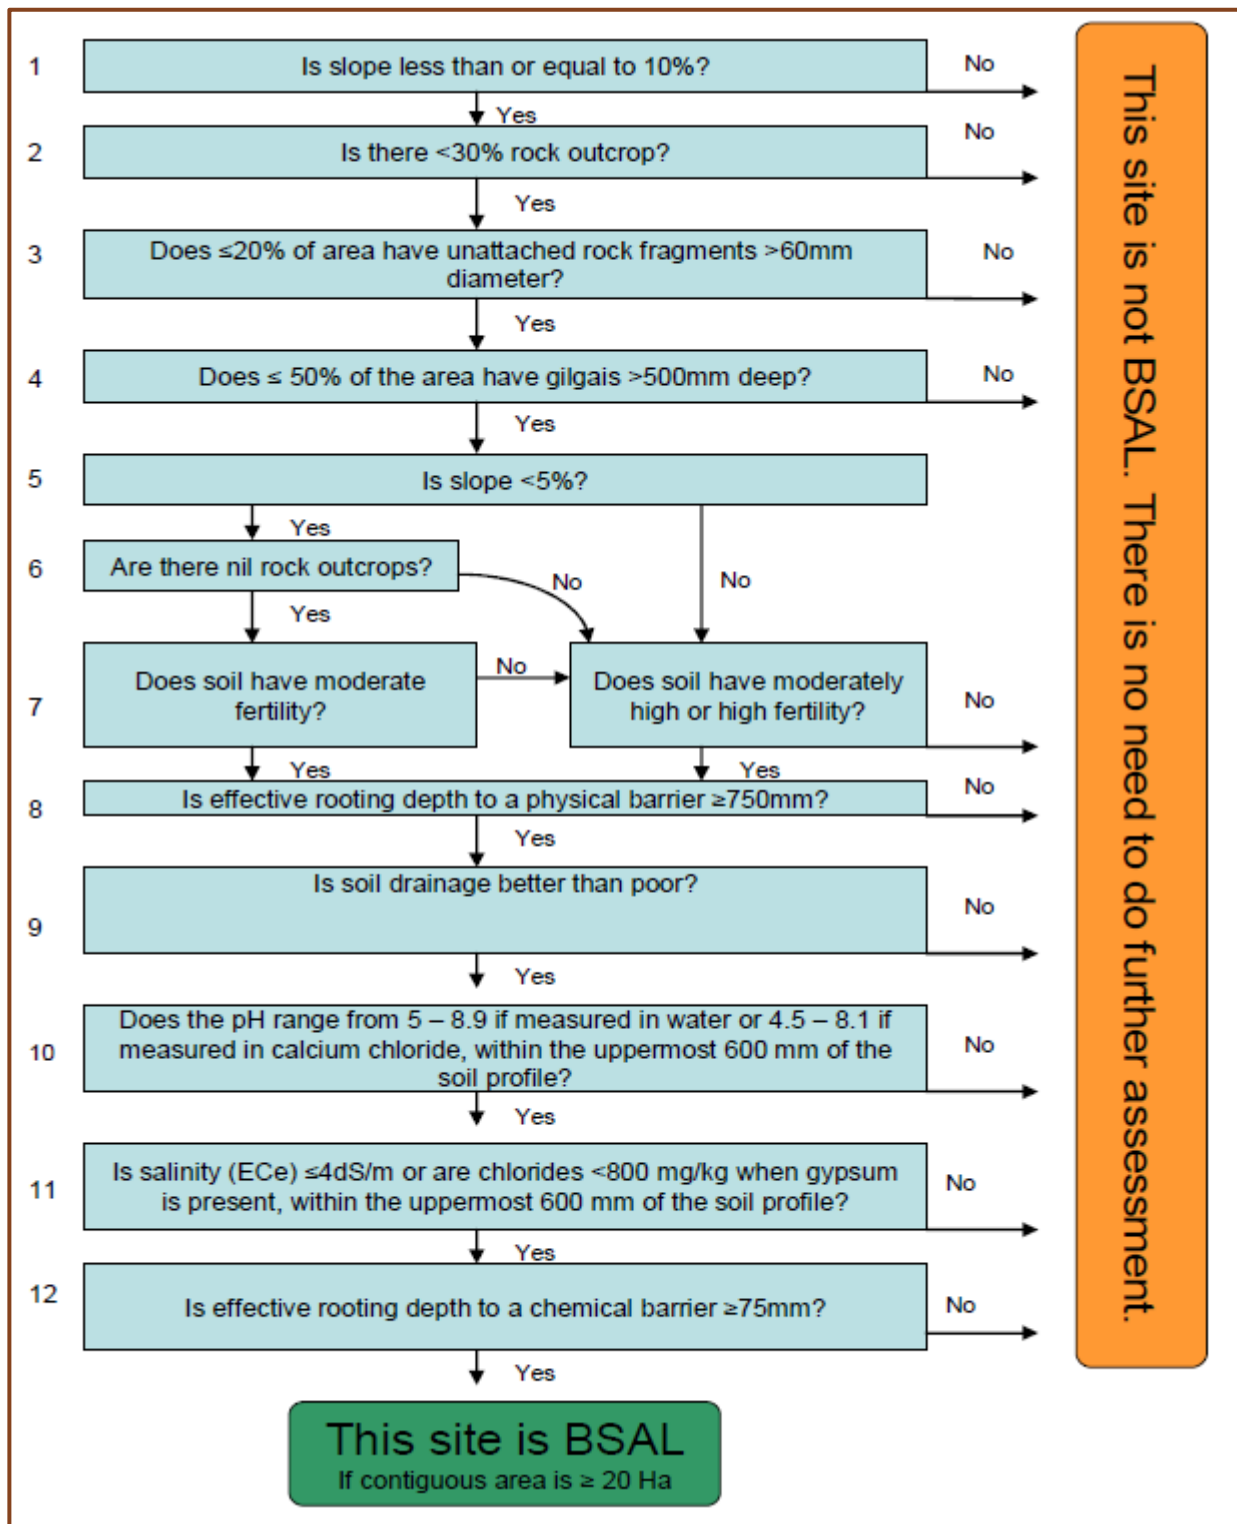 1
Is slope less than or equal to 10%?
No
Yes
2
Is there <30% rock outcrop?
No
Yes
3
Does ≤20% of area have unattached rock fragments >60mm
diameter?
No
Yes
4
Does ≤ 50% of the area have gilgais >500mm deep?
No
Yes
5
Is slope <5%?
Yes
No
6
Are there nil rock outcrops?
No
Yes
7
Does soil have moderate
fertility?
No
Does soil have moderately
high or high fertility?
No
Yes
Yes
8
Is effective rooting depth to a physical barrier ≥750mm?
No
Yes
9
Is soil drainage better than poor?
No
Yes
10
Does the pH range from 5 – 8.9 if measured in water or 4.5 – 8.1 if
measured in calcium chloride, within the uppermost 600 mm of the
soil profile?
No
Yes
11
Is salinity (ECe) ≤4dS/m or are chlorides <800 mg/kg when gypsum
is present, within the uppermost 600 mm of the soil profile?
No
Yes
12
Is effective rooting depth to a chemical barrier ≥75mm?
No
Yes
This site is BSAL
If contiguous area is ≥ 20 Ha
This site is not BSAL. There is no need to do further assessment.